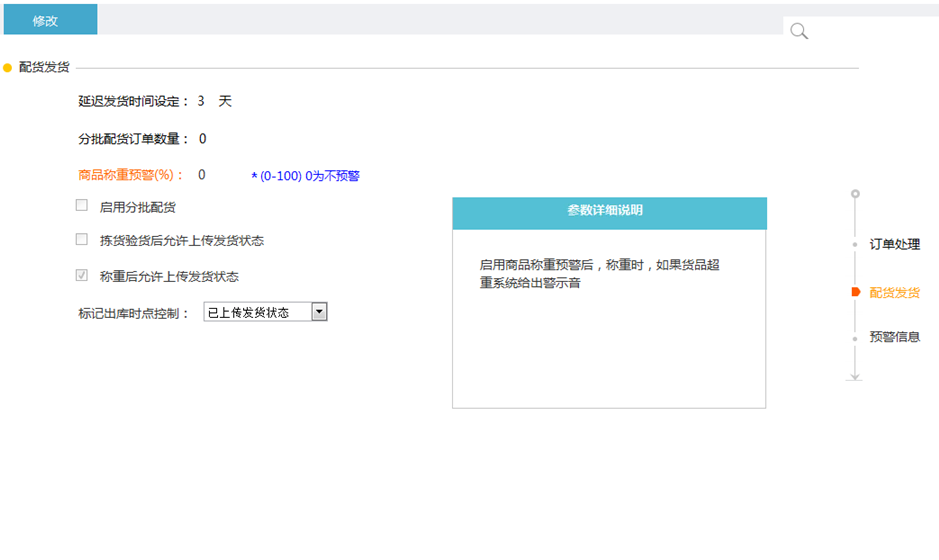 修改
配货发货
延迟发货时间设定： 3 天
分批配货订单数量： 0
商品称重预警(%)： 0 * (0-100) 0为不预警
启用分批配货
拣货验货后允许上传发货状态
称重后允许上传发货状态
标记出库时点控制： 已上传发货状态
参数详细说明
启用商品称重预警后，称重时，如果货品超
重系统给出警示音
订单处理
配货发货
预警信息